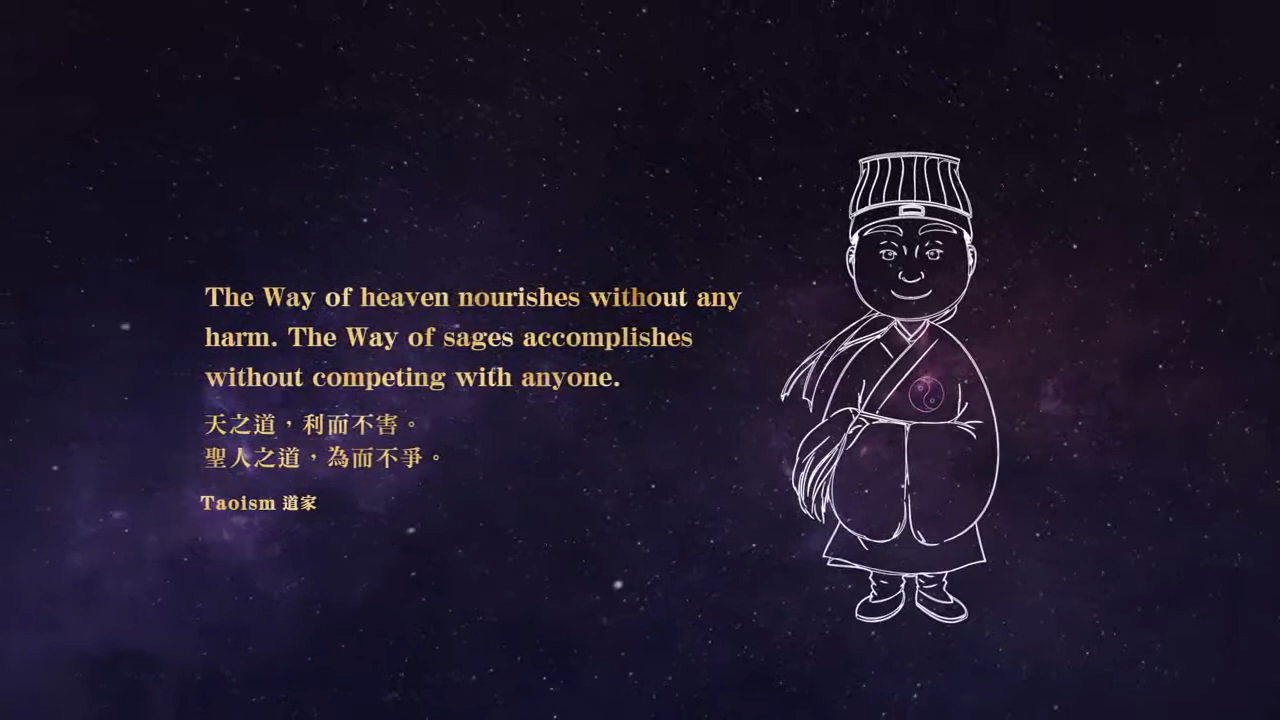 The Way of heaven nourishes without any
harm. The Way of sages accomplishes
without competing with anyone.
天之道，利而不害。
聖人之道，為而不爭。
Taoism 道家